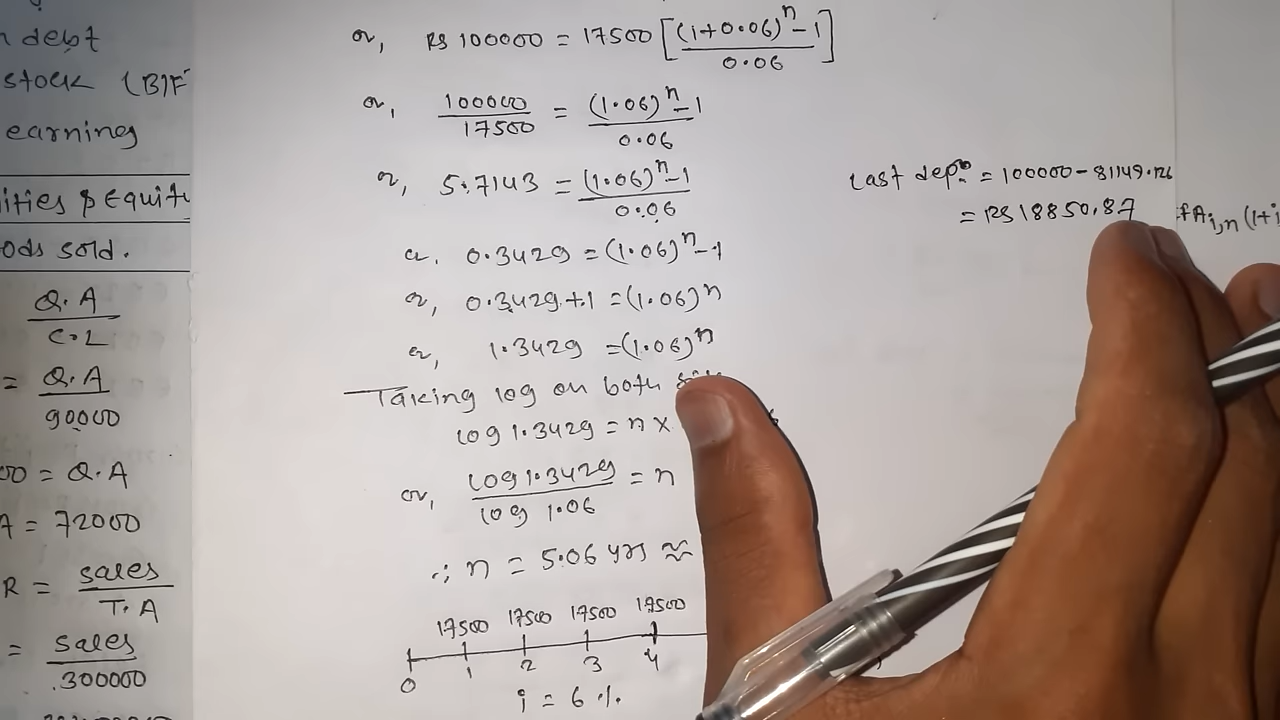 n debt
stock (B)F
earning
ities & Equit
ods sold.
Q.A
C.L
= Q.A
90000
00 = Q.A
A = 72000
R = sales
T.A
= sales
300000
or, RS 100000 = 17500 [(1+0.06)^n - 1]
0.06
or, 100000 = (1.06)^n - 1
17500 0.06
or, 5.7143 = (1.06)^n - 1
0.06
or, 0.3429 = (1.06)^n - 1
or, 0.3429 + 1 = (1.06)^n
or, 1.3429 = (1.06)^n
Taking log on both
log 1.3429 = n ×
or, log 1.3429 = n
log 1.06
∴ n = 5.06 yrs ≈
17500 17500 17500 17500
0 1 2 3 4
i = 6 %
Last dep.n = 100000 - 81149.126
= RS 18850.87
fA i,n (1+i